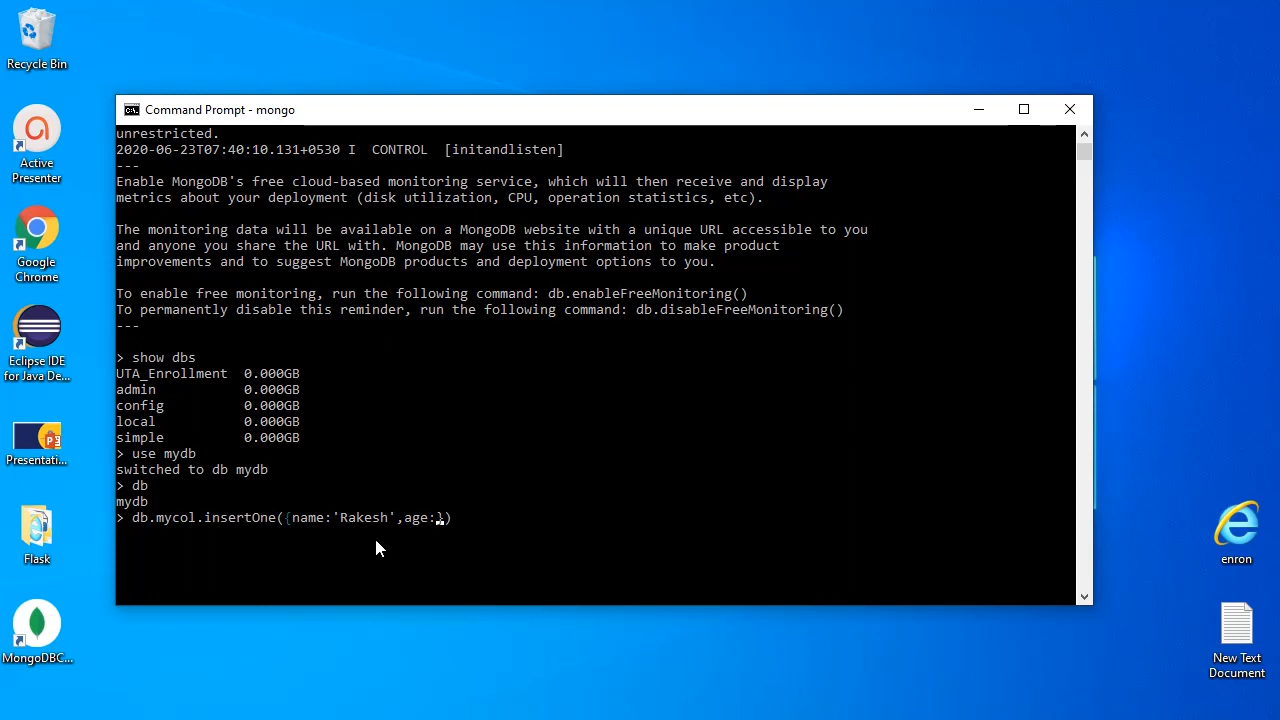 Recycle Bin
Active
Presenter
Google
Chrome
Eclipse IDE
for Java De...
Presentati...
Flask
MongoDBC...
Command Prompt - mongo
unrestricted.
2020-06-23T07:40:10.131+0530 I  CONTROL  [initandlisten]
---
Enable MongoDB's free cloud-based monitoring service, which will then receive and display
metrics about your deployment (disk utilization, CPU, operation statistics, etc).
The monitoring data will be available on a MongoDB website with a unique URL accessible to you
and anyone you share the URL with. MongoDB may use this information to make product
improvements and to suggest MongoDB products and deployment options to you.
To enable free monitoring, run the following command: db.enableFreeMonitoring()
To permanently disable this reminder, run the following command: db.disableFreeMonitoring()
---
> show dbs
UTA_Enrollment  0.000GB
admin           0.000GB
config          0.000GB
local           0.000GB
simple          0.000GB
> use mydb
switched to db mydb
> db
mydb
> db.mycol.insertOne({name:'Rakesh',age:})
enron
New Text
Document